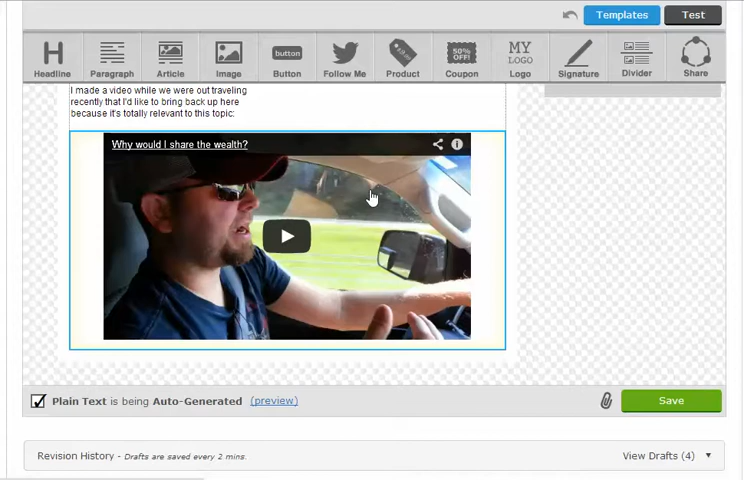 Templates
Test
H
button
50%
OFF!
MY
LOGO
Headline
Paragraph
Article
Image
Button
Follow Me
Product
Coupon
Logo
Signature
Divider
Share
I made a video while we were out traveling
recently that I'd like to bring back up here
because it's totally relevant to this topic:
Why would I share the wealth?
Plain Text is being Auto-Generated (preview)
Save
Revision History - Drafts are saved every 2 mins.
View Drafts (4)